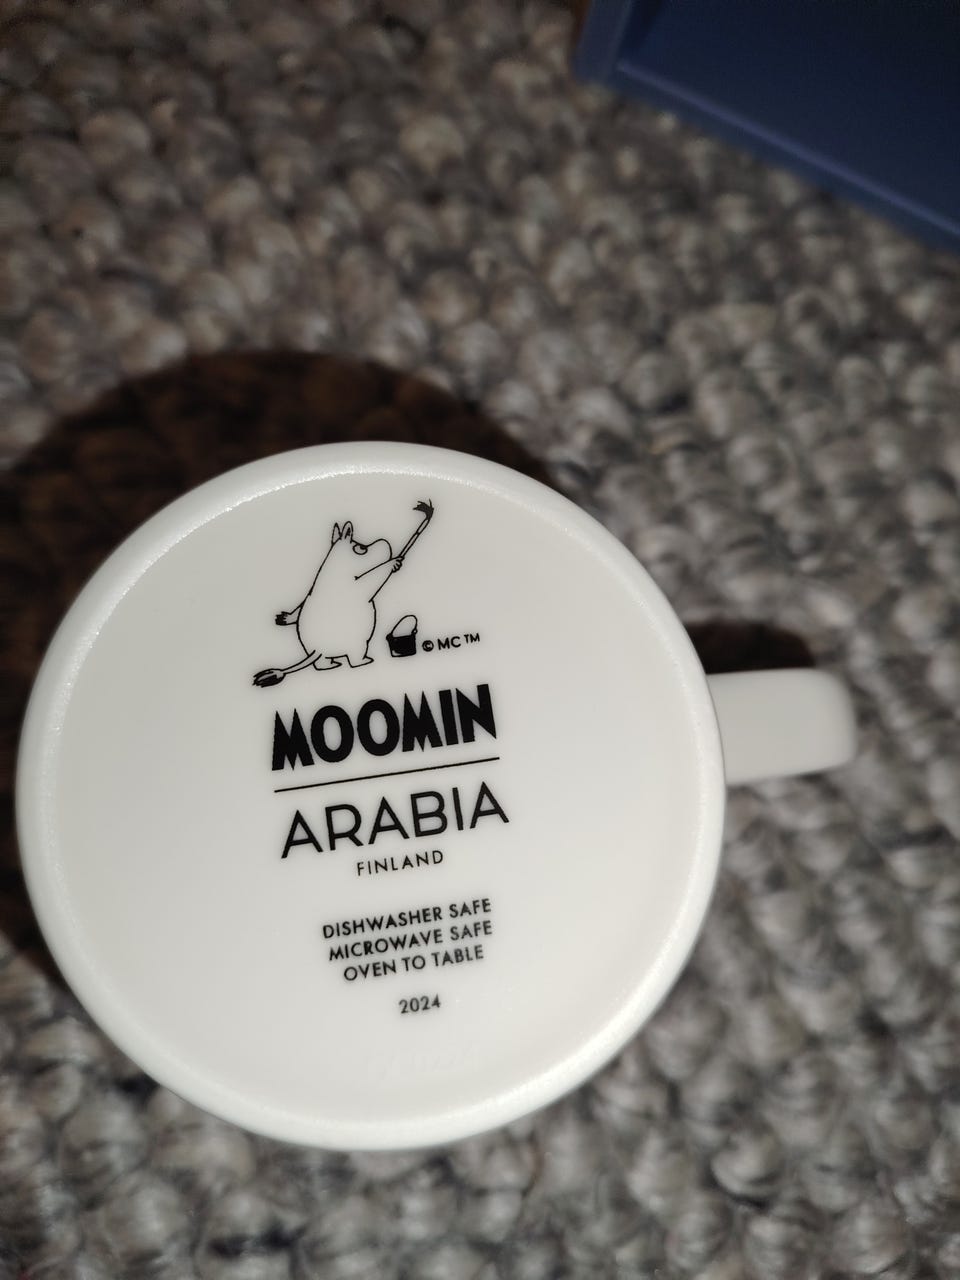 © MC ™
MOOMIN
ARABIA
FINLAND
DISHWASHER SAFE
MICROWAVE SAFE
OVEN TO TABLE
2024